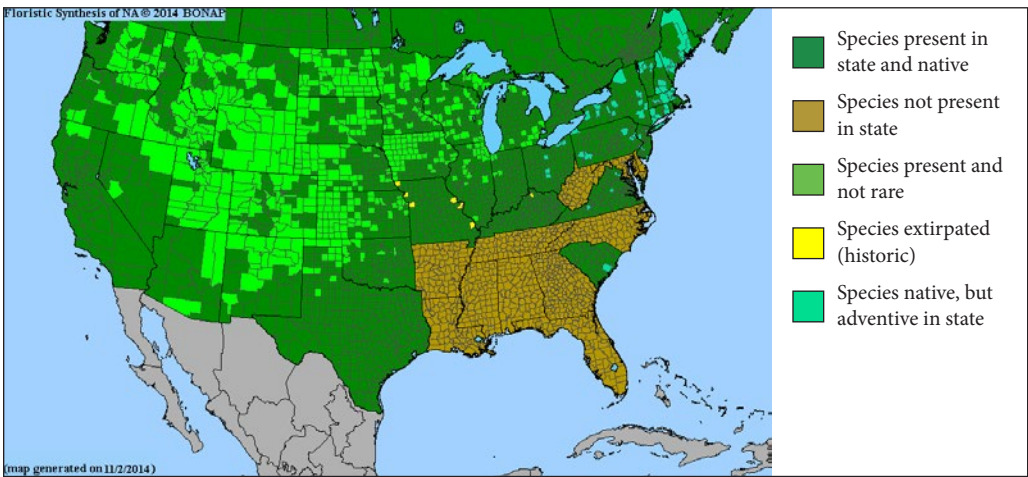 Floristic Synthesis of NA © 2014 BONAP
Species present in
state and native
Species not present
in state
Species present and
not rare
Species extirpated
(historic)
Species native, but
adventive in state
(map generated on 11/2/2014)